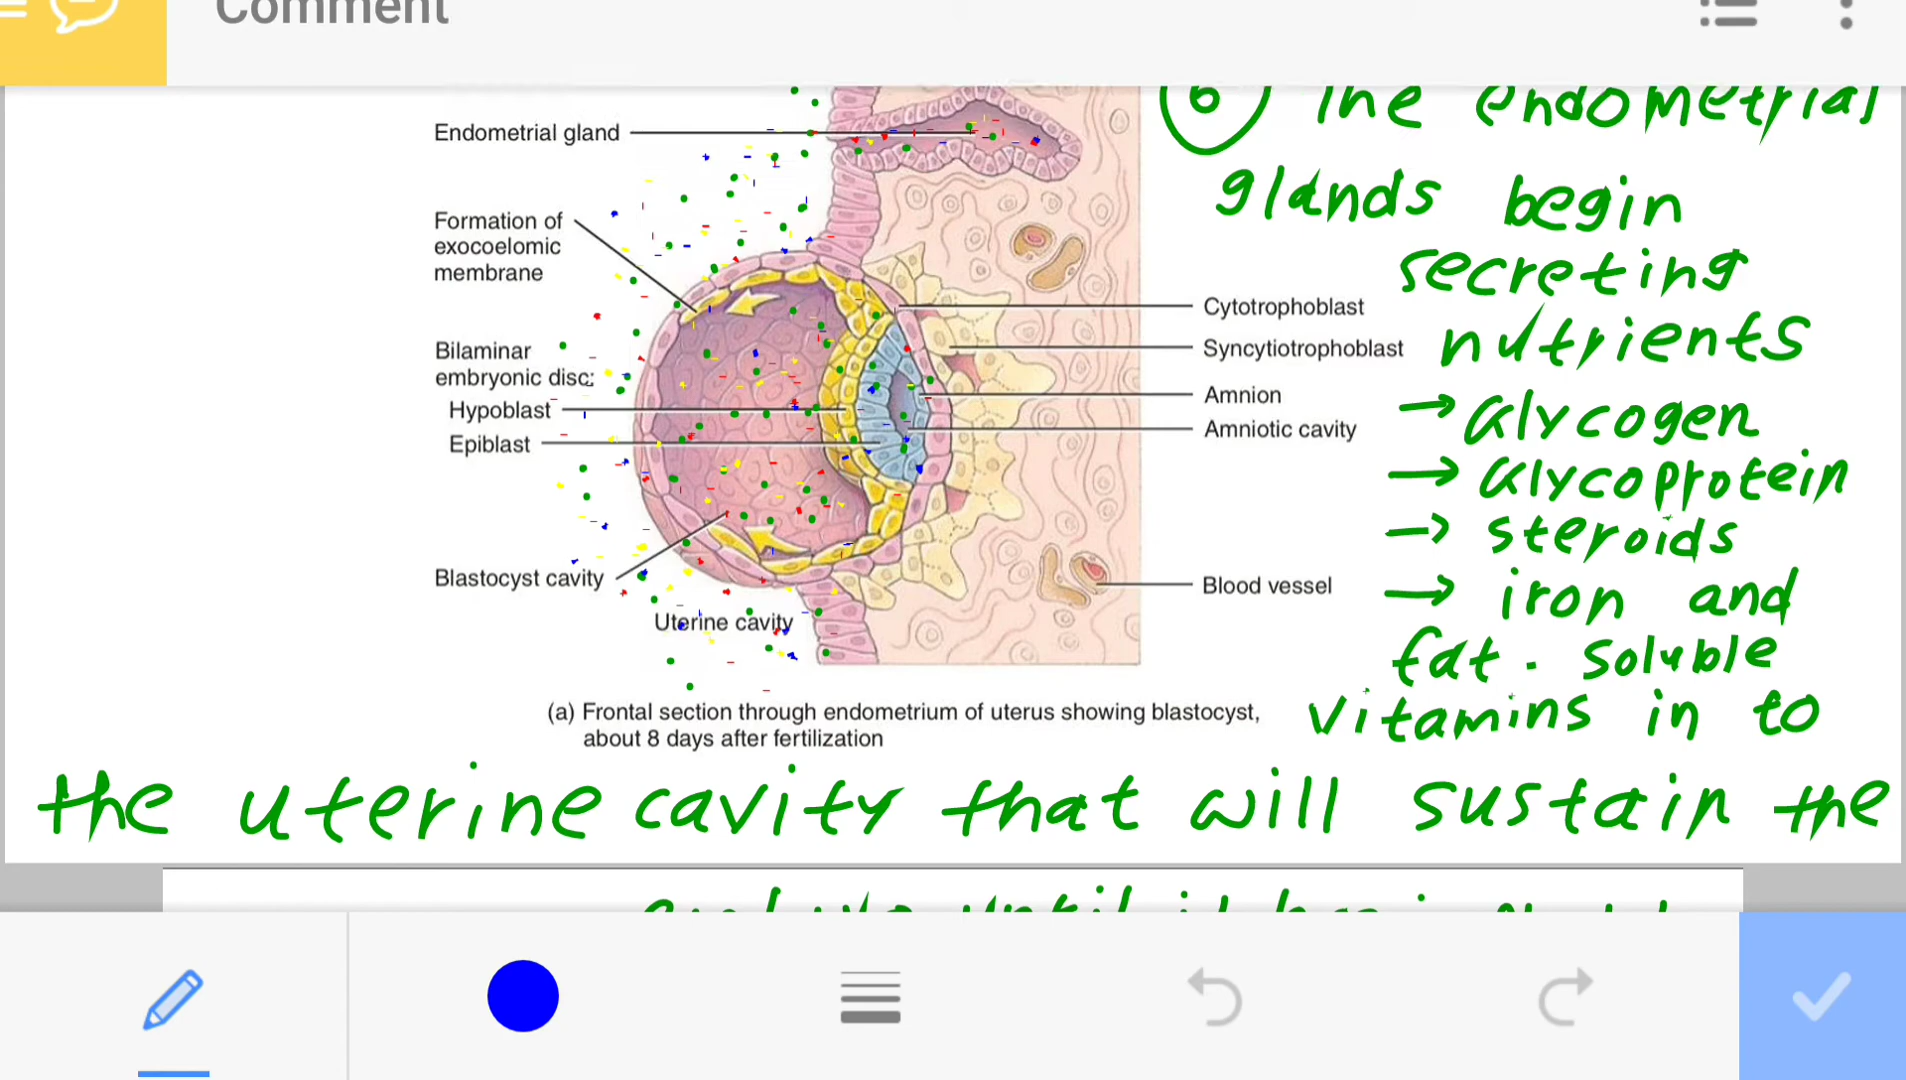 Comment
Endometrial gland
Formation of
exocoelomic
membrane
Bilaminar
embryonic disc:
Hypoblast
Epiblast
Blastocyst cavity
Uterine cavity
Cytotrophoblast
Syncytiotrophoblast
Amnion
Amniotic cavity
Blood vessel
(a) Frontal section through endometrium of uterus showing blastocyst,
about 8 days after fertilization
6 The endometrial
glands begin
secreting
nutrients
→ Glycogen
→ Glycoprotein
→ steroids
→ iron and
fat. soluble
vitamins in to
the uterine cavity that will sustain the